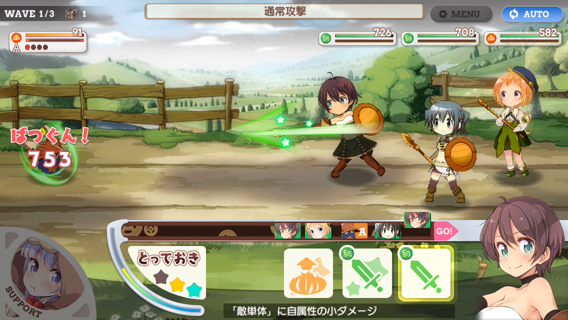 WAVE 1/3
1
通常攻撃
MENU
AUTO
91
A
726
708
582
ばつぐん!
753
GO!
とっておき
SUPPORT
「敵単体」に自属性の小ダメージ